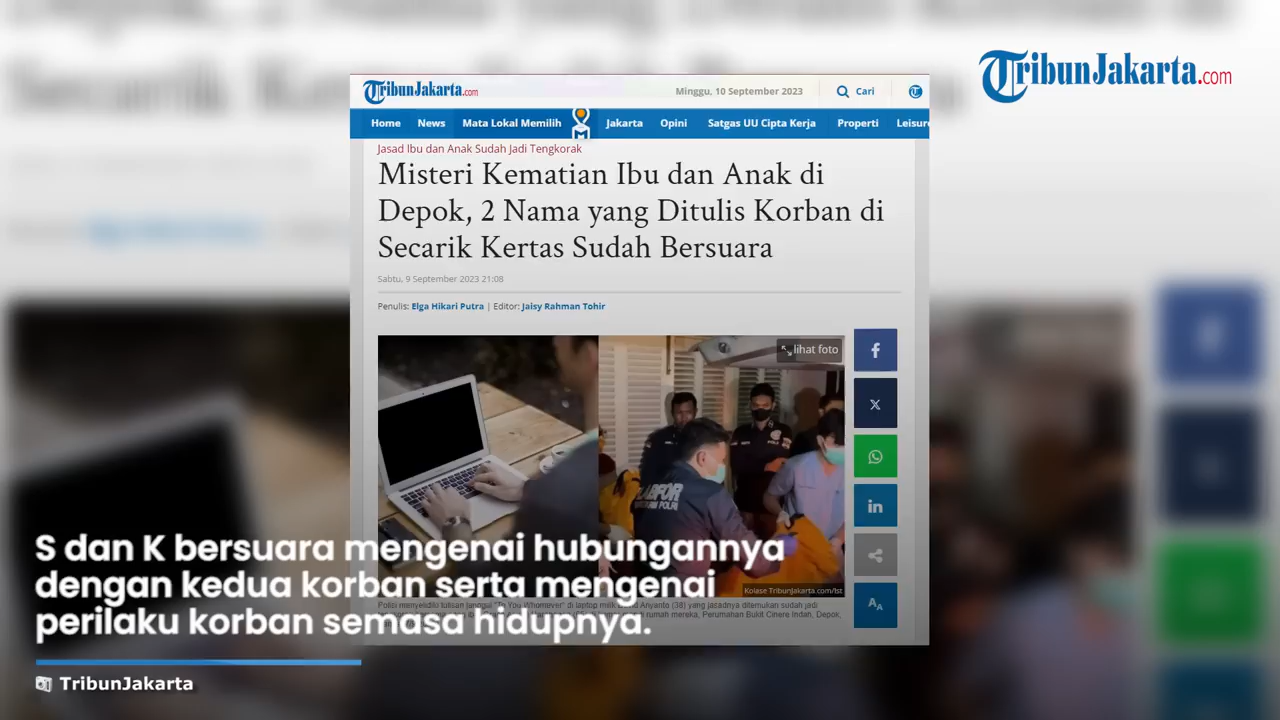 TribunJakarta.com
TribunJakarta.com
Minggu, 10 September 2023
Cari
Home News Mata Lokal Memilih Jakarta Opini Satgas UU Cipta Kerja Properti Leisure
Jasad Ibu dan Anak Sudah Jadi Tengkorak
Misteri Kematian Ibu dan Anak di
Depok, 2 Nama yang Ditulis Korban di
Secarik Kertas Sudah Bersuara
Sabtu, 9 September 2023 21:08
Penulis: Elga Hikari Putra | Editor: Jaisy Rahman Tohir
lihat foto
Kolase TribunJakarta.com/Ist
S dan K bersuara mengenai hubungannya
dengan kedua korban serta mengenai
perilaku korban semasa hidupnya.
TribunJakarta